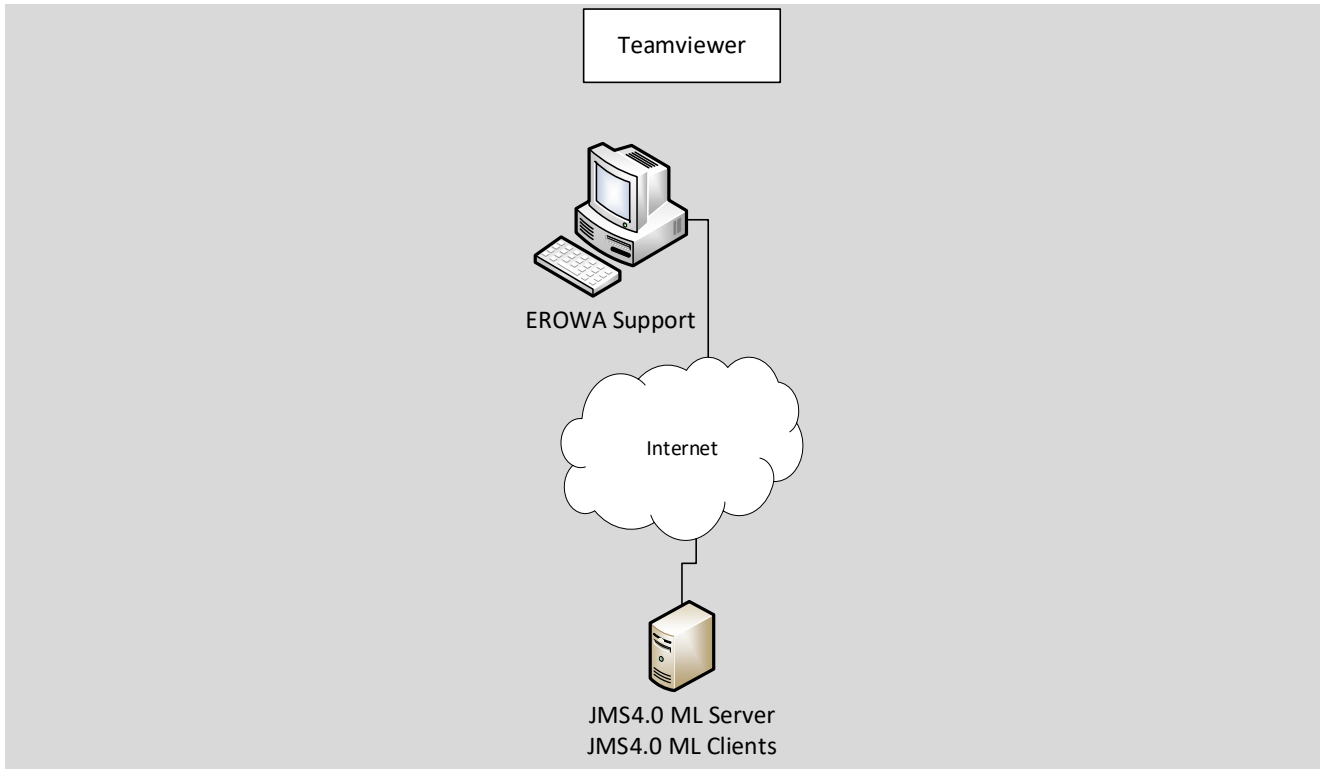 Teamviewer
EROWA Support
Internet
JMS4.0 ML Server
JMS4.0 ML Clients